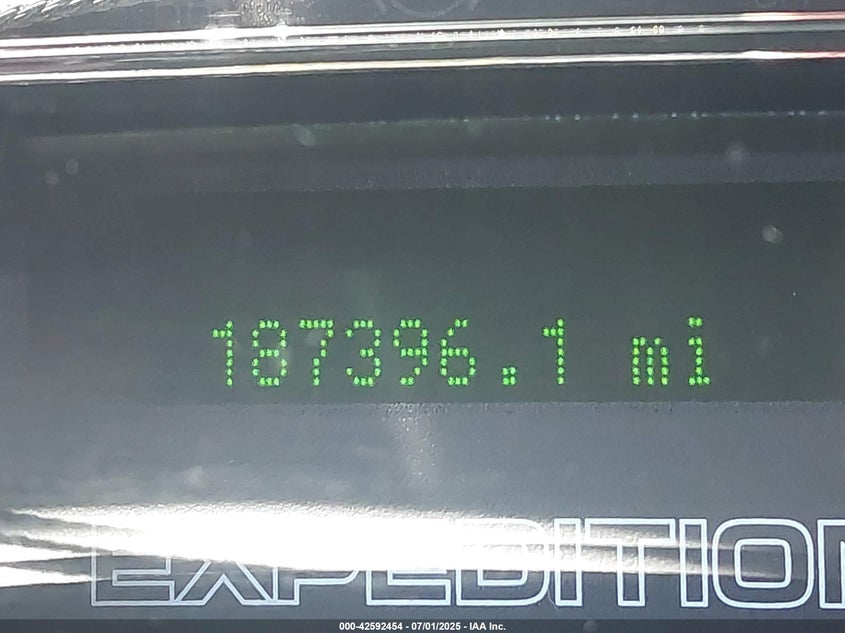 187396.1 mi
EXPEDITION
000-42592454 - 07/01/2025 - IAA Inc.